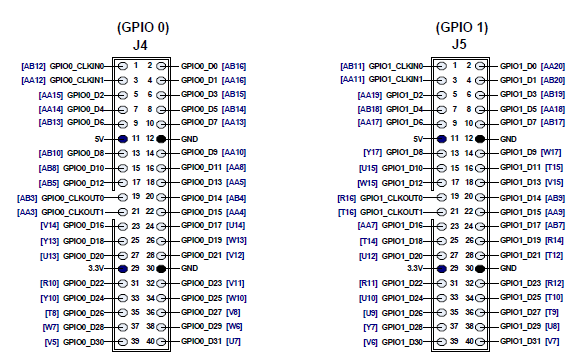 (GPIO 0) (GPIO 1)
J4 J5
[AB12] GPIO0_CLKIN0 1 2 GPIO0_D0 [AB16] [AB11] GPIO1_CLKIN0 1 2 GPIO1_D0 [AA20]
[AA12] GPIO0_CLKIN1 3 4 GPIO0_D1 [AA16] [AA11] GPIO1_CLKIN1 3 4 GPIO1_D1 [AB20]
[AA15] GPIO0_D2 5 6 GPIO0_D3 [AB15] [AA19] GPIO1_D2 5 6 GPIO1_D3 [AB19]
[AA14] GPIO0_D4 7 8 GPIO0_D5 [AB14] [AB18] GPIO1_D4 7 8 GPIO1_D5 [AA18]
[AB13] GPIO0_D6 9 10 GPIO0_D7 [AA13] [AA17] GPIO1_D6 9 10 GPIO1_D7 [AB17]
5V 11 12 GND 5V 11 12 GND
[AB10] GPIO0_D8 13 14 GPIO0_D9 [AA10] [Y17] GPIO1_D8 13 14 GPIO1_D9 [W17]
[AB8] GPIO0_D10 15 16 GPIO0_D11 [AA8] [U15] GPIO1_D10 15 16 GPIO1_D11 [T15]
[AB5] GPIO0_D12 17 18 GPIO0_D13 [AA5] [W15] GPIO1_D12 17 18 GPIO1_D13 [V15]
[AB3] GPIO0_CLKOUT0 19 20 GPIO0_D14 [AB4] [R16] GPIO1_CLKOUT0 19 20 GPIO1_D14 [AB9]
[AA3] GPIO0_CLKOUT1 21 22 GPIO0_D15 [AA4] [T16] GPIO1_CLKOUT1 21 22 GPIO1_D15 [AA9]
[V14] GPIO0_D16 23 24 GPIO0_D17 [U14] [AA7] GPIO1_D16 23 24 GPIO1_D17 [AB7]
[Y13] GPIO0_D18 25 26 GPIO0_D19 [W13] [T14] GPIO1_D18 25 26 GPIO1_D19 [R14]
[U13] GPIO0_D20 27 28 GPIO0_D21 [V12] [U12] GPIO1_D20 27 28 GPIO1_D21 [T12]
3.3V 29 30 GND 3.3V 29 30 GND
[R10] GPIO0_D22 31 32 GPIO0_D23 [V11] [R11] GPIO1_D22 31 32 GPIO1_D23 [R12]
[Y10] GPIO0_D24 33 34 GPIO0_D25 [W10] [U10] GPIO1_D24 33 34 GPIO1_D25 [T10]
[T8] GPIO0_D26 35 36 GPIO0_D27 [V8] [U9] GPIO1_D26 35 36 GPIO1_D27 [T9]
[W7] GPIO0_D28 37 38 GPIO0_D29 [W6] [Y7] GPIO1_D28 37 38 GPIO1_D29 [U8]
[V5] GPIO0_D30 39 40 GPIO0_D31 [U7] [V6] GPIO1_D30 39 40 GPIO1_D31 [V7]